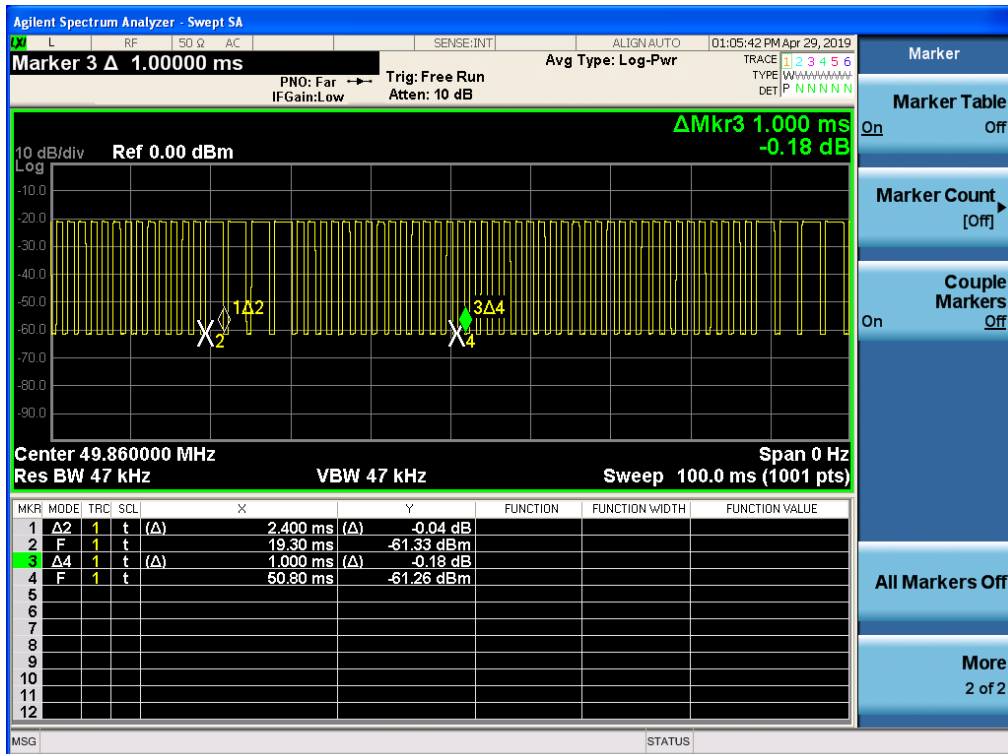 Agilent Spectrum Analyzer - Swept SA
LXI L RF 50 Ω AC SENSE:INT ALIGNAUTO 01:05:42 PM Apr 29, 2019
Marker 3 Δ 1.00000 ms
PNO: Far
IFGain:Low
Trig: Free Run
Atten: 10 dB
Avg Type: Log-Pwr
TRACE 1 2 3 4 5 6
TYPE W
DET P N N N N N
ΔMkr3 1.000 ms
-0.18 dB
10 dB/div Ref 0.00 dBm
Log
-10.0
-20.0
-30.0
-40.0
-50.0
-60.0
-70.0
-80.0
-90.0
1Δ2
2
3Δ4
4
Center 49.860000 MHz Span 0 Hz
Res BW 47 kHz VBW 47 kHz Sweep 100.0 ms (1001 pts)
MKR MODE TRC SCL X Y FUNCTION FUNCTION WIDTH FUNCTION VALUE
1 Δ2 1 t (Δ) 2.400 ms (Δ) -0.04 dB
2 F 1 t 19.30 ms -61.33 dBm
3 Δ4 1 t (Δ) 1.000 ms (Δ) -0.18 dB
4 F 1 t 50.80 ms -61.26 dBm
5
6
7
8
9
10
11
12
MSG STATUS
Marker
Marker Table
On Off
Marker Count
[Off]
Couple
Markers
On Off
All Markers Off
More
2 of 2